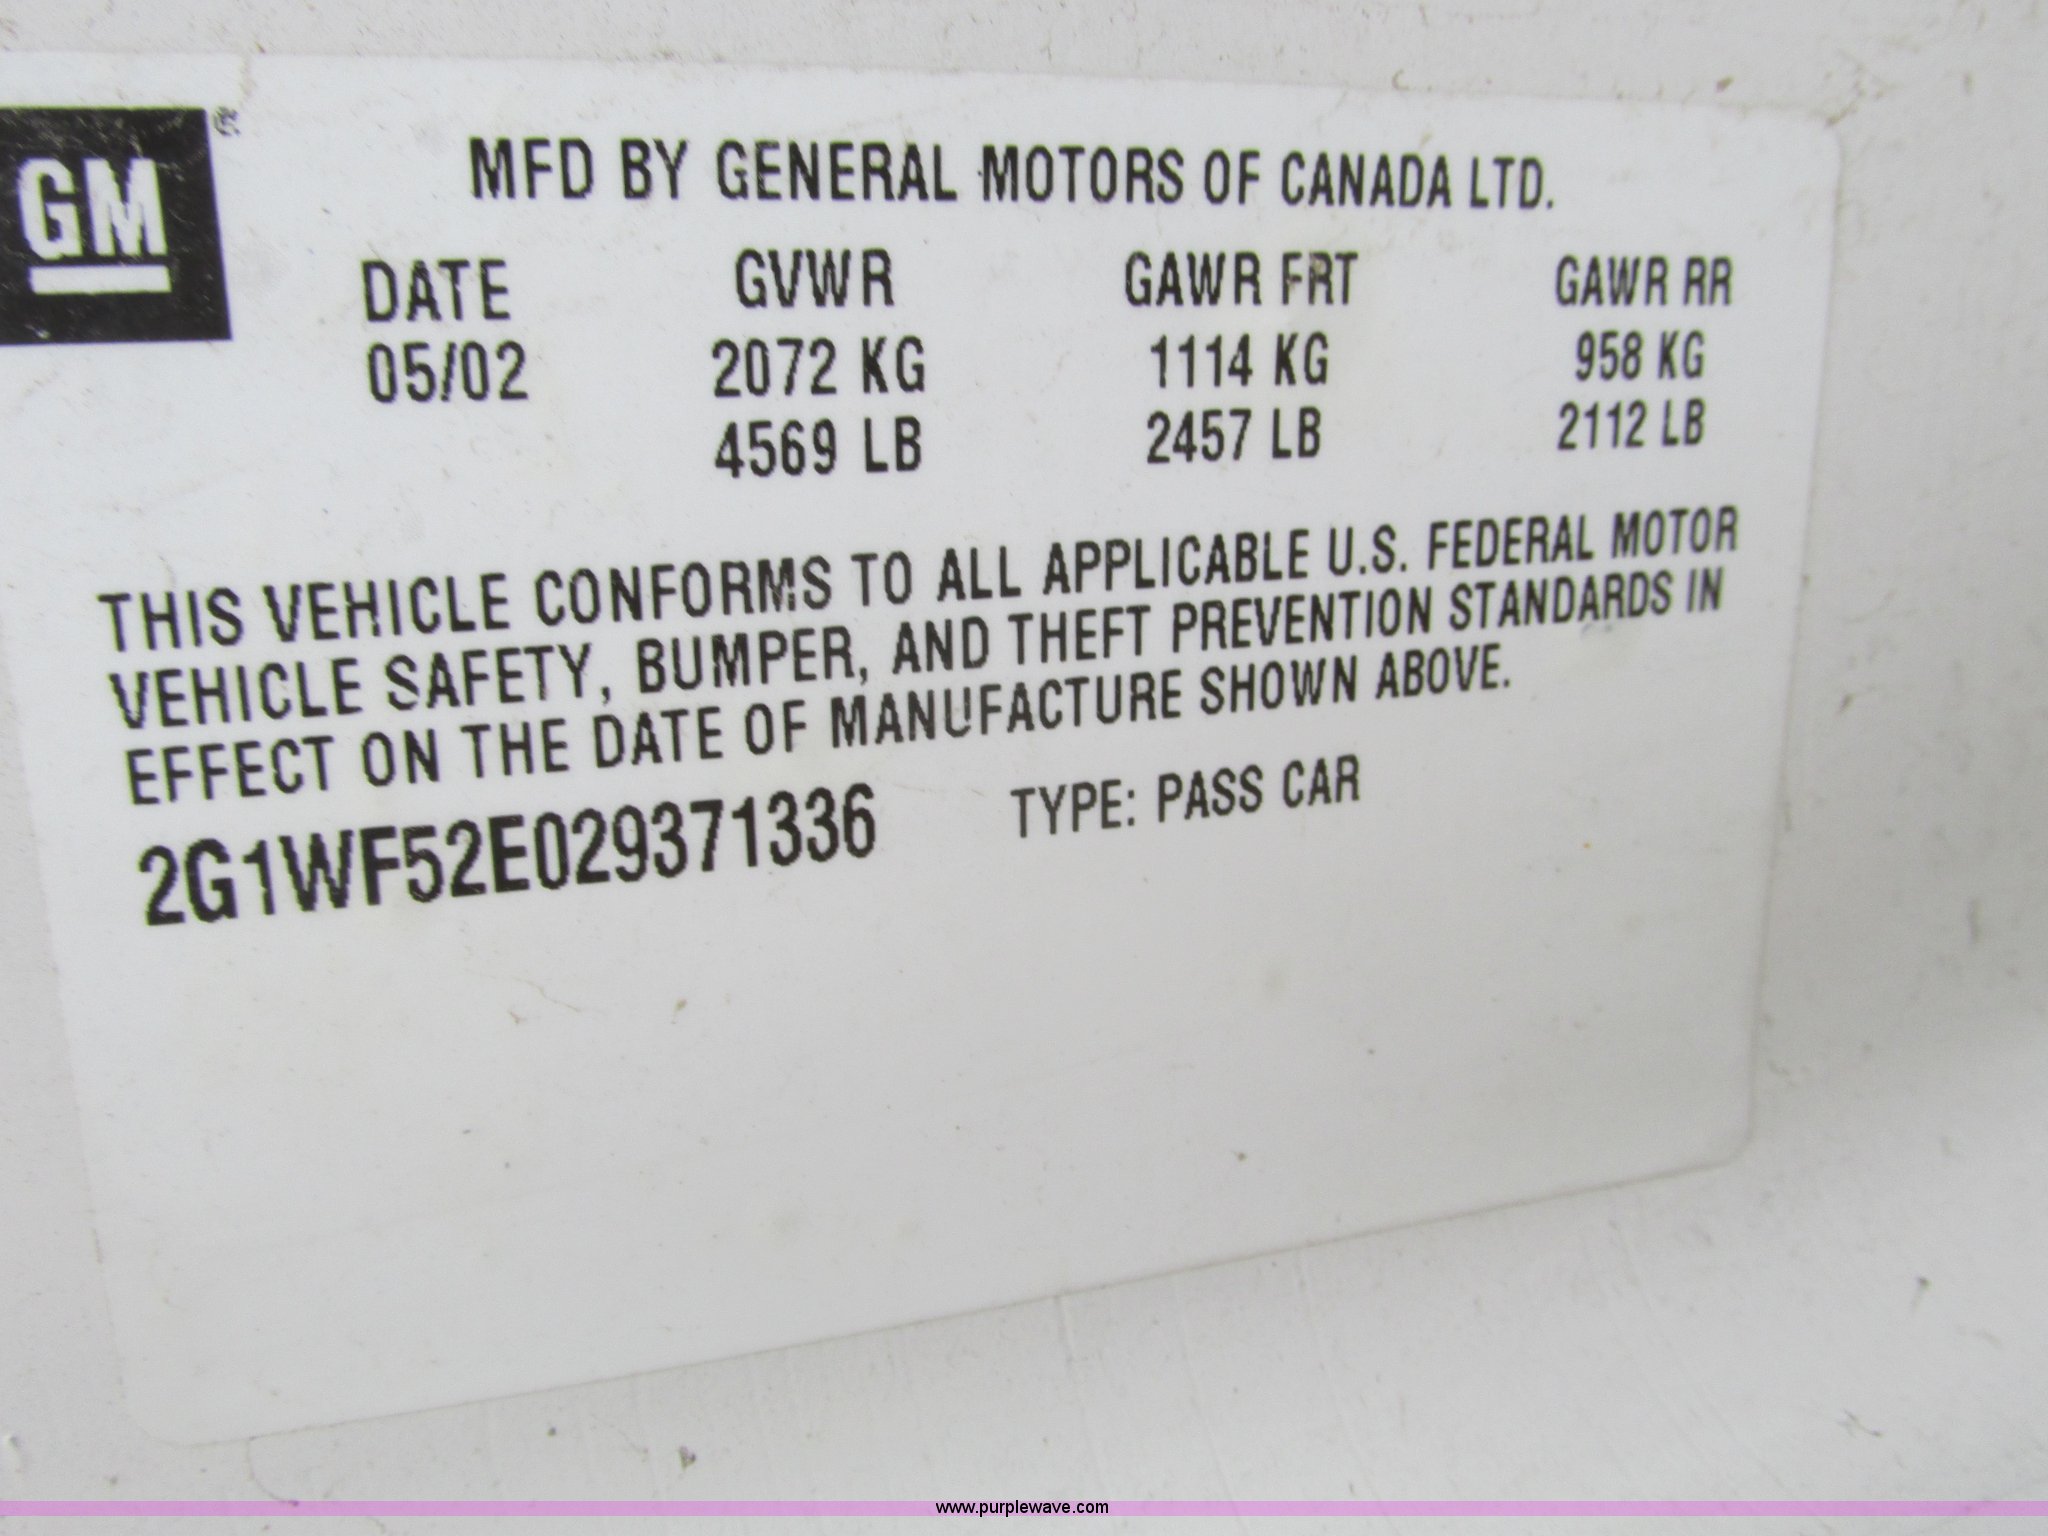 GM®
MFD BY GENERAL MOTORS OF CANADA LTD.
DATE GVWR GAWR FRT GAWR RR
05/02 2072 KG 1114 KG 958 KG
4569 LB 2457 LB 2112 LB
THIS VEHICLE CONFORMS TO ALL APPLICABLE U.S. FEDERAL MOTOR
VEHICLE SAFETY, BUMPER, AND THEFT PREVENTION STANDARDS IN
EFFECT ON THE DATE OF MANUFACTURE SHOWN ABOVE.
2G1WF52E029371336 TYPE: PASS CAR
www.purplewave.com